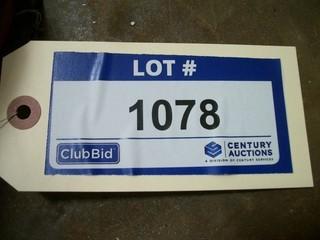 LOT #
1078
ClubBid
CENTURY
AUCTIONS
A DIVISION OF CENTURY SERVICES